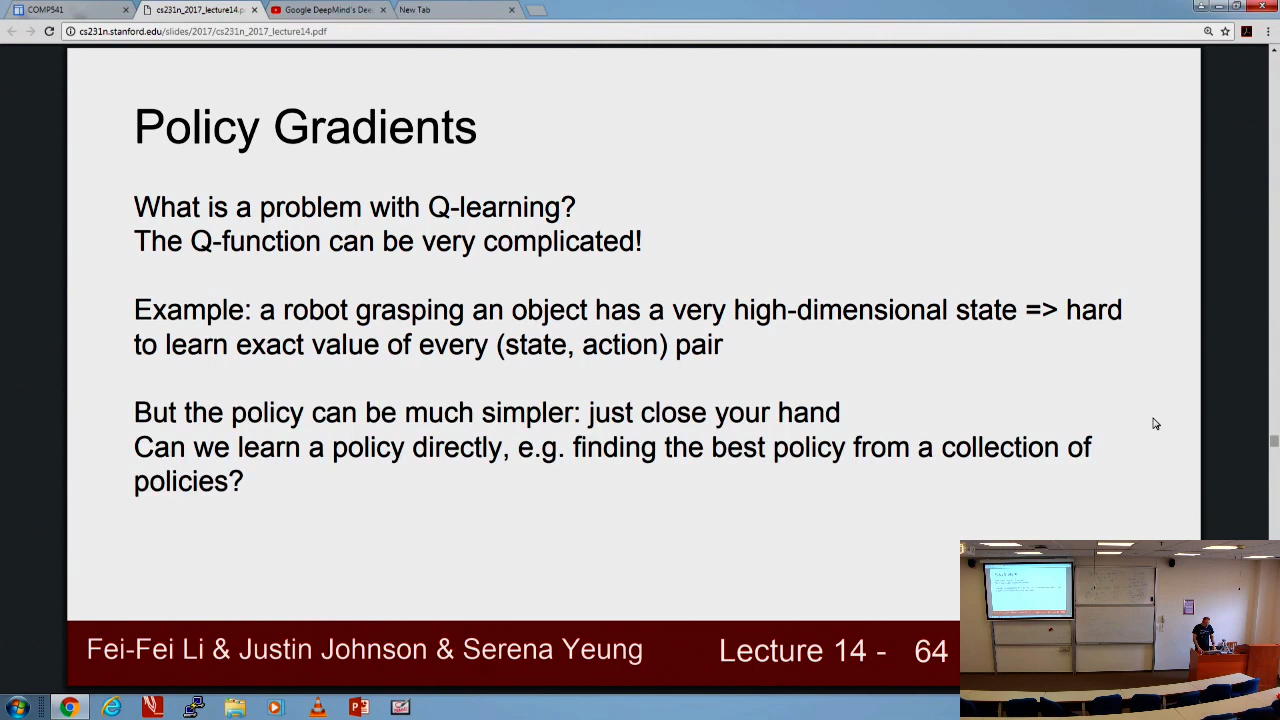 COMP541
cs231n_2017_lecture14.p
Google DeepMind's Dee
New Tab
cs231n.stanford.edu/slides/2017/cs231n_2017_lecture14.pdf
Policy Gradients
What is a problem with Q-learning?
The Q-function can be very complicated!
Example: a robot grasping an object has a very high-dimensional state => hard
to learn exact value of every (state, action) pair
But the policy can be much simpler: just close your hand
Can we learn a policy directly, e.g. finding the best policy from a collection of
policies?
Fei-Fei Li & Justin Johnson & Serena Yeung
Lecture 14 - 64